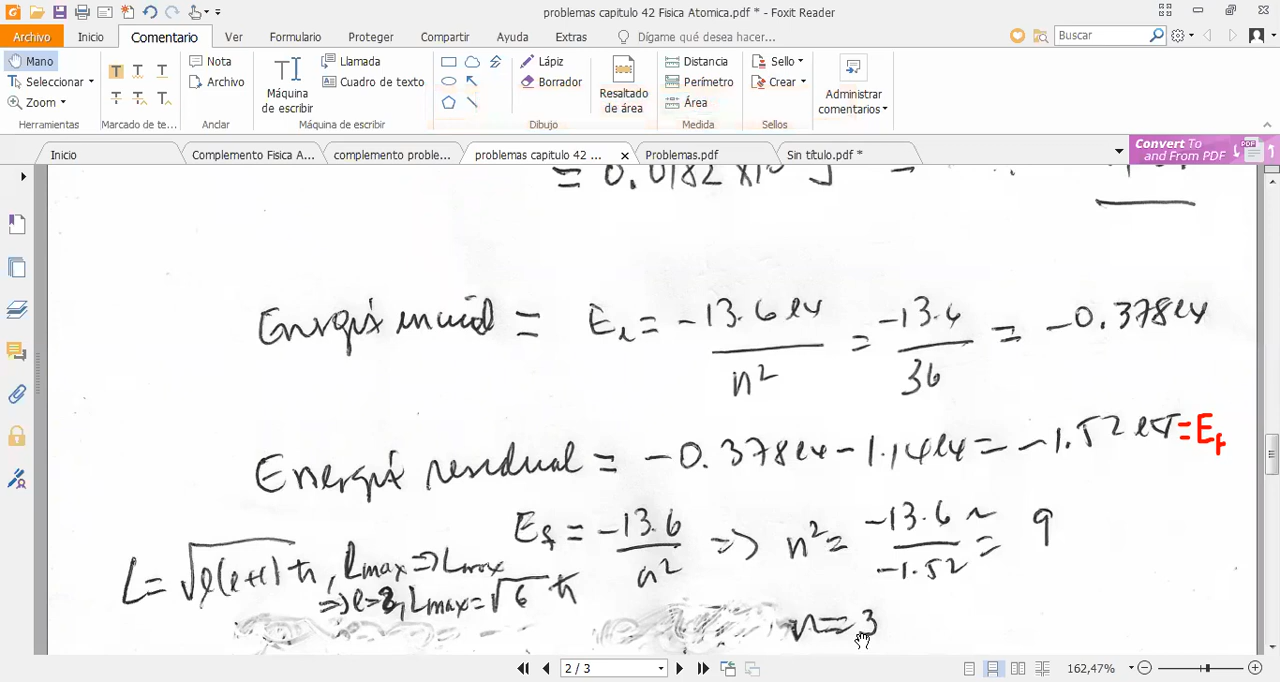 problemas capitulo 42 Fisica Atomica.pdf * - Foxit Reader
Archivo Inicio Comentario Ver Formulario Proteger Compartir Ayuda Extras Dígame qué desea hacer... Buscar
Mano
Seleccionar
Zoom
Herramientas
Marcado de te...
Nota
Archivo
Anclar
Máquina de escribir
Llamada
Cuadro de texto
Máquina de escribir
Lápiz
Borrador
Dibujo
Resaltado de área
Distancia
Perímetro
Área
Medida
Sello
Crear
Sellos
Administrar comentarios
Inicio Complemento Fisica A... complemento proble... problemas capitulo 42 ... Problemas.pdf Sin título.pdf *
Convert To and From PDF
PDF
= 0.0182 x10 J =
Energía inicial = Ei = -13.6 eV / n² = -13.6 / 36 = -0.378 eV
Energía residual = -0.378 eV - 1.14 eV = -1.52 eV = Ef
Ef = -13.6 / n² => n² = -13.6 / -1.52 ≈ 9
L = √l(l+1) ħ, lmax => Lmax
=> l=2, Lmax = √6 ħ
n = 3
2 / 3
162,47%